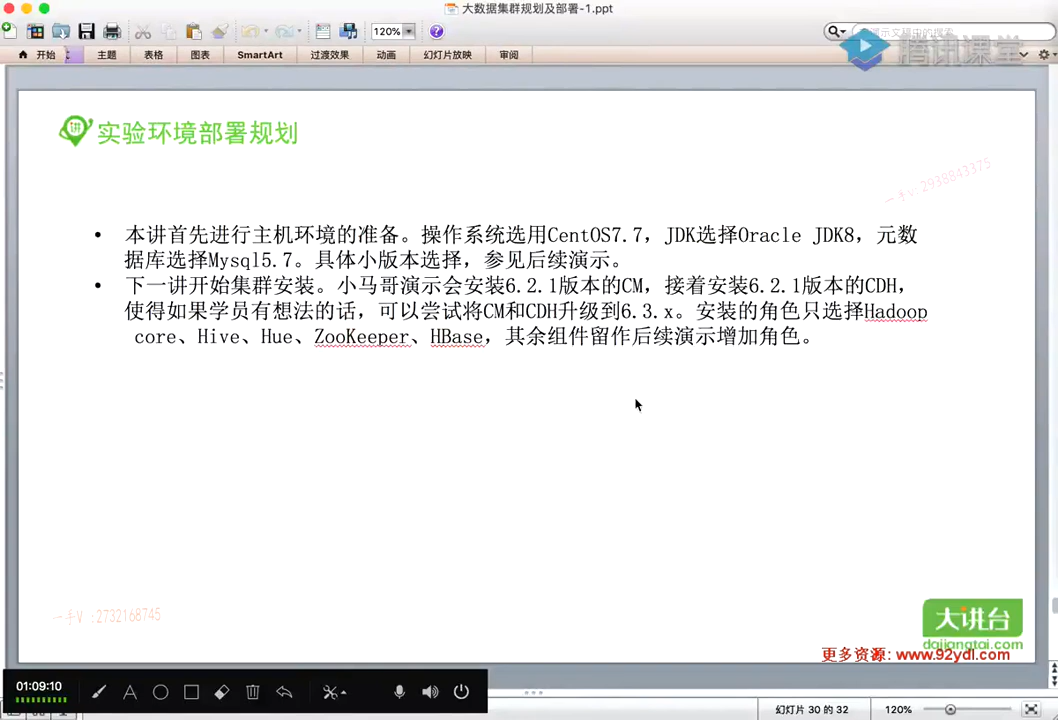 大数据集群规划及部署-1.ppt
120%
演示文稿中的搜索
腾讯课堂
开始
主题
表格
图表
SmartArt
过渡效果
动画
幻灯片放映
审阅
讲
实验环境部署规划
一手v:2938843375
• 本讲首先进行主机环境的准备。操作系统选用CentOS7.7，JDK选择Oracle JDK8，元数
据库选择Mysql5.7。具体小版本选择，参见后续演示。
• 下一讲开始集群安装。小马哥演示会安装6.2.1版本的CM，接着安装6.2.1版本的CDH，
使得如果学员有想法的话，可以尝试将CM和CDH升级到6.3.x。安装的角色只选择Hadoop
core、Hive、Hue、ZooKeeper、HBase，其余组件留作后续演示增加角色。
一手V :2732168745
大讲台
dajiangtai.com
更多资源: www.92ydl.com
01:09:10
幻灯片 30 的 32
120%